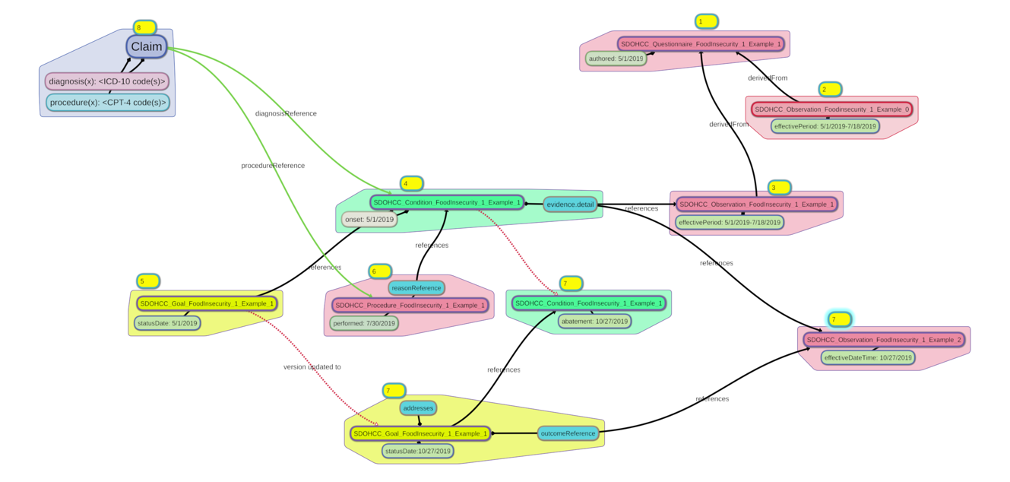 8
Claim
diagnosis(x): <ICD-10 code(s)>
procedure(x): <CPT-4 code(s)>
1
SDOHCC_Questionnaire_FoodInsecurity_1_Example_1
authored: 5/1/2019
derivedFrom
2
SDOHCC_Observation_FoodInsecurity_1_Example_0
effectivePeriod: 5/1/2019-7/18/2019
derivedFrom
diagnosisReference
procedureReference
4
SDOHCC_Condition_FoodInsecurity_1_Example_1
evidence:detail
onset: 5/1/2019
references
3
SDOHCC_Observation_FoodInsecurity_1_Example_1
effectivePeriod: 5/1/2019-7/18/2019
references
references
references
5
SDOHCC_Goal_FoodInsecurity_1_Example_1
statusDate: 5/1/2019
6
reasonReference
SDOHCC_Procedure_FoodInsecurity_1_Example_1
performed: 7/30/2019
7
SDOHCC_Condition_FoodInsecurity_1_Example_1
abatement: 10/27/2019
7
SDOHCC_Observation_FoodInsecurity_1_Example_2
effectiveDateTime: 10/27/2019
version updated to
references
references
7
addresses
SDOHCC_Goal_FoodInsecurity_1_Example_1
outcomeReference
statusDate:10/27/2019